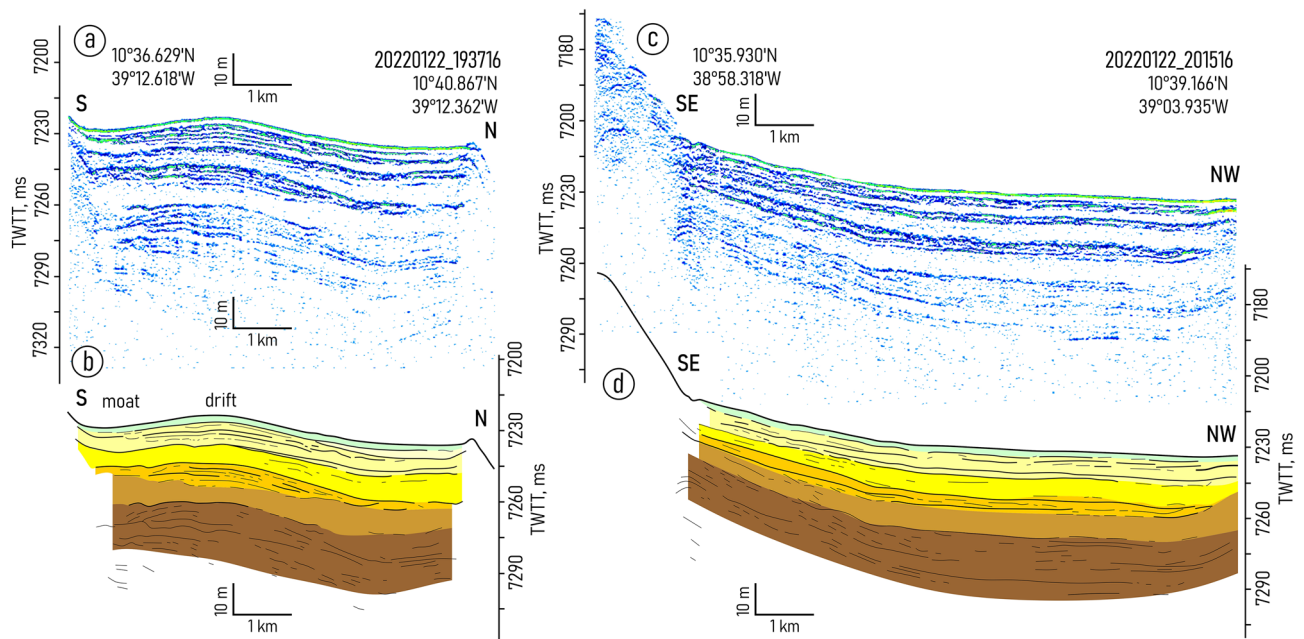 a
10°36.629'N
39°12.618'W
20220122_193716
10°40.867'N
39°12.362'W
10 m
1 km
S
N
7200
7230
7260
7290
7320
TWTT, ms
10 m
1 km
b
S
moat
drift
N
7200
7230
7260
7290
TWTT, ms
10 m
1 km
c
10°35.930'N
38°58.318'W
20220122_201516
10°39.166'N
39°03.935'W
10 m
1 km
SE
NW
7180
7200
7230
7260
7290
TWTT, ms
d
SE
NW
7180
7200
7230
7260
7290
TWTT, ms
10 m
1 km